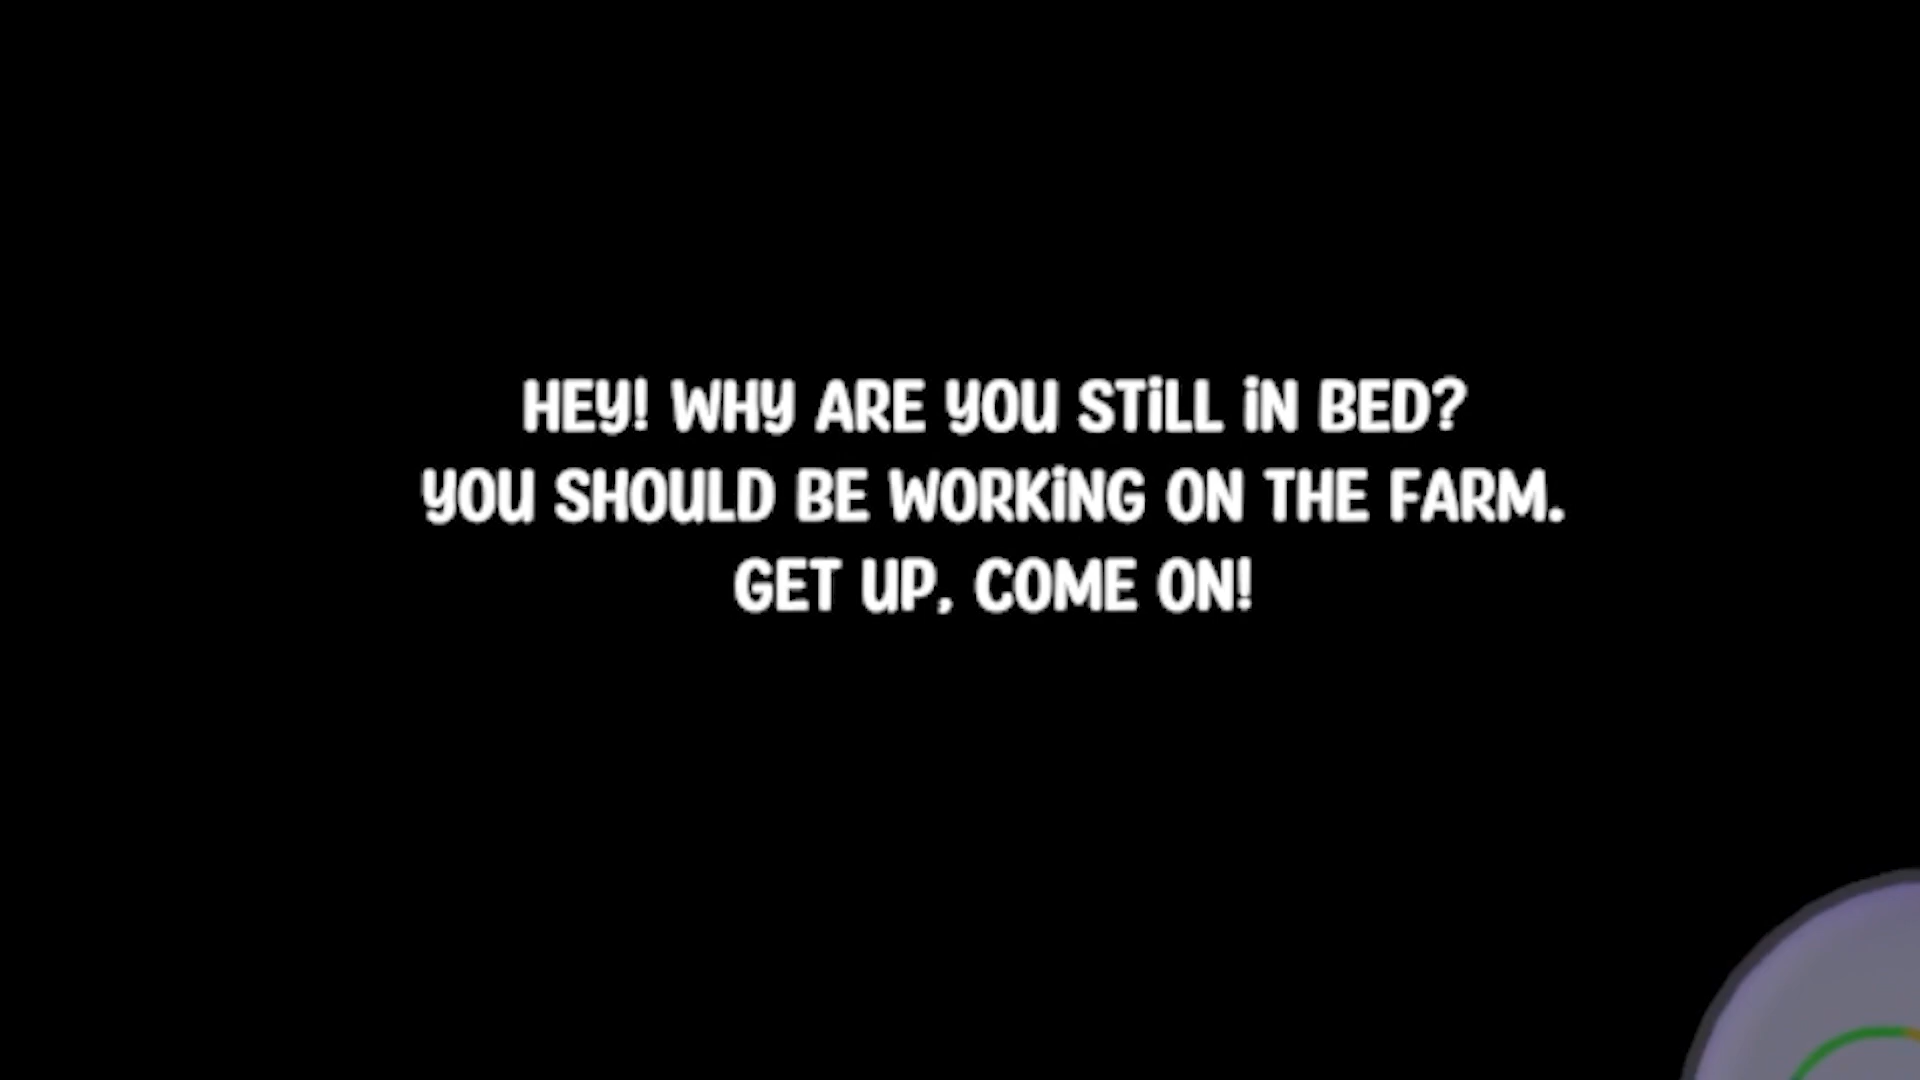 HEY! WHY ARE YOU STiLL iN BED?
YOU SHOULD BE WORKiNG ON THE FARM.
GET UP, COME ON!